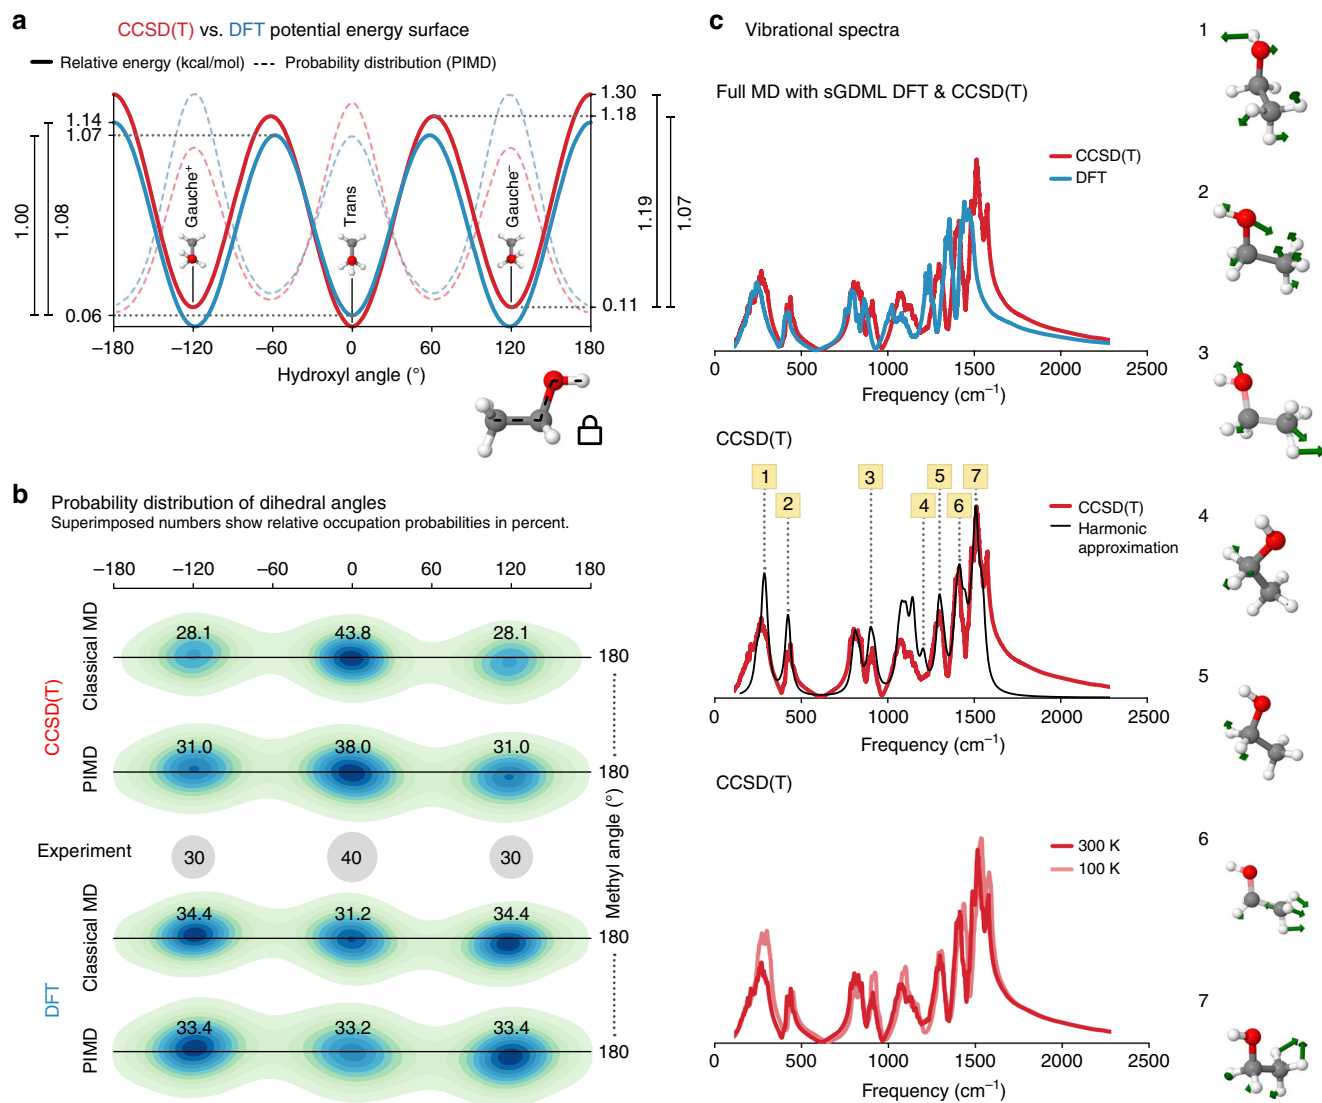 a
CCSD(T) vs. DFT potential energy surface
Relative energy (kcal/mol) Probability distribution (PIMD)
1.14
1.07
1.00
1.08
0.06
1.30
1.18
1.19
1.07
0.11
Gauche⁺
Trans
Gauche⁻
−180 −120 −60 0 60 120 180
Hydroxyl angle (°)
b
Probability distribution of dihedral angles
Superimposed numbers show relative occupation probabilities in percent.
−180 −120 −60 0 60 120 180
CCSD(T)
Classical MD
28.1 43.8 28.1
180
PIMD
31.0 38.0 31.0
180
Experiment
30 40 30
Methyl angle (°)
DFT
Classical MD
34.4 31.2 34.4
180
PIMD
33.4 33.2 33.4
180
c
Vibrational spectra
Full MD with sGDML DFT & CCSD(T)
CCSD(T)
DFT
0 500 1000 1500 2000 2500
Frequency (cm⁻¹)
CCSD(T)
1 2 3 4 5 6 7
CCSD(T)
Harmonic
approximation
0 500 1000 1500 2000 2500
Frequency (cm⁻¹)
CCSD(T)
300 K
100 K
0 500 1000 1500 2000 2500
Frequency (cm⁻¹)
1
2
3
4
5
6
7